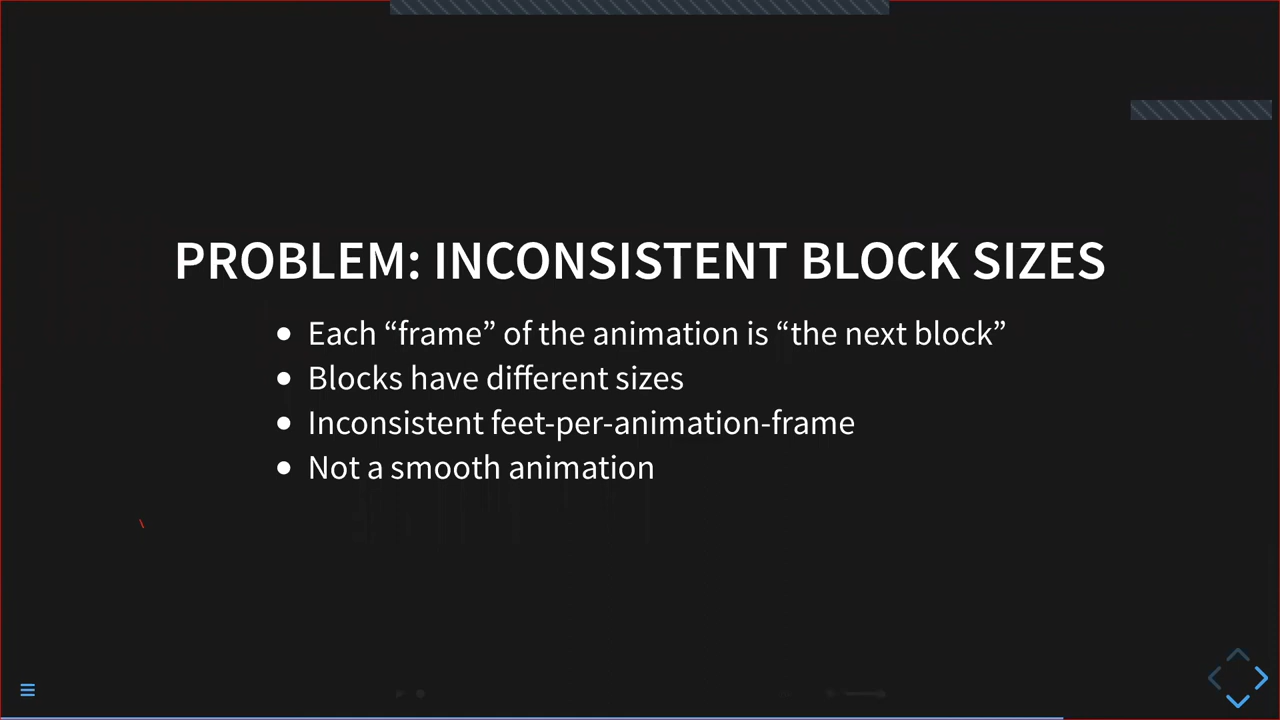 PROBLEM: INCONSISTENT BLOCK SIZES
• Each “frame” of the animation is “the next block”
• Blocks have different sizes
• Inconsistent feet-per-animation-frame
• Not a smooth animation